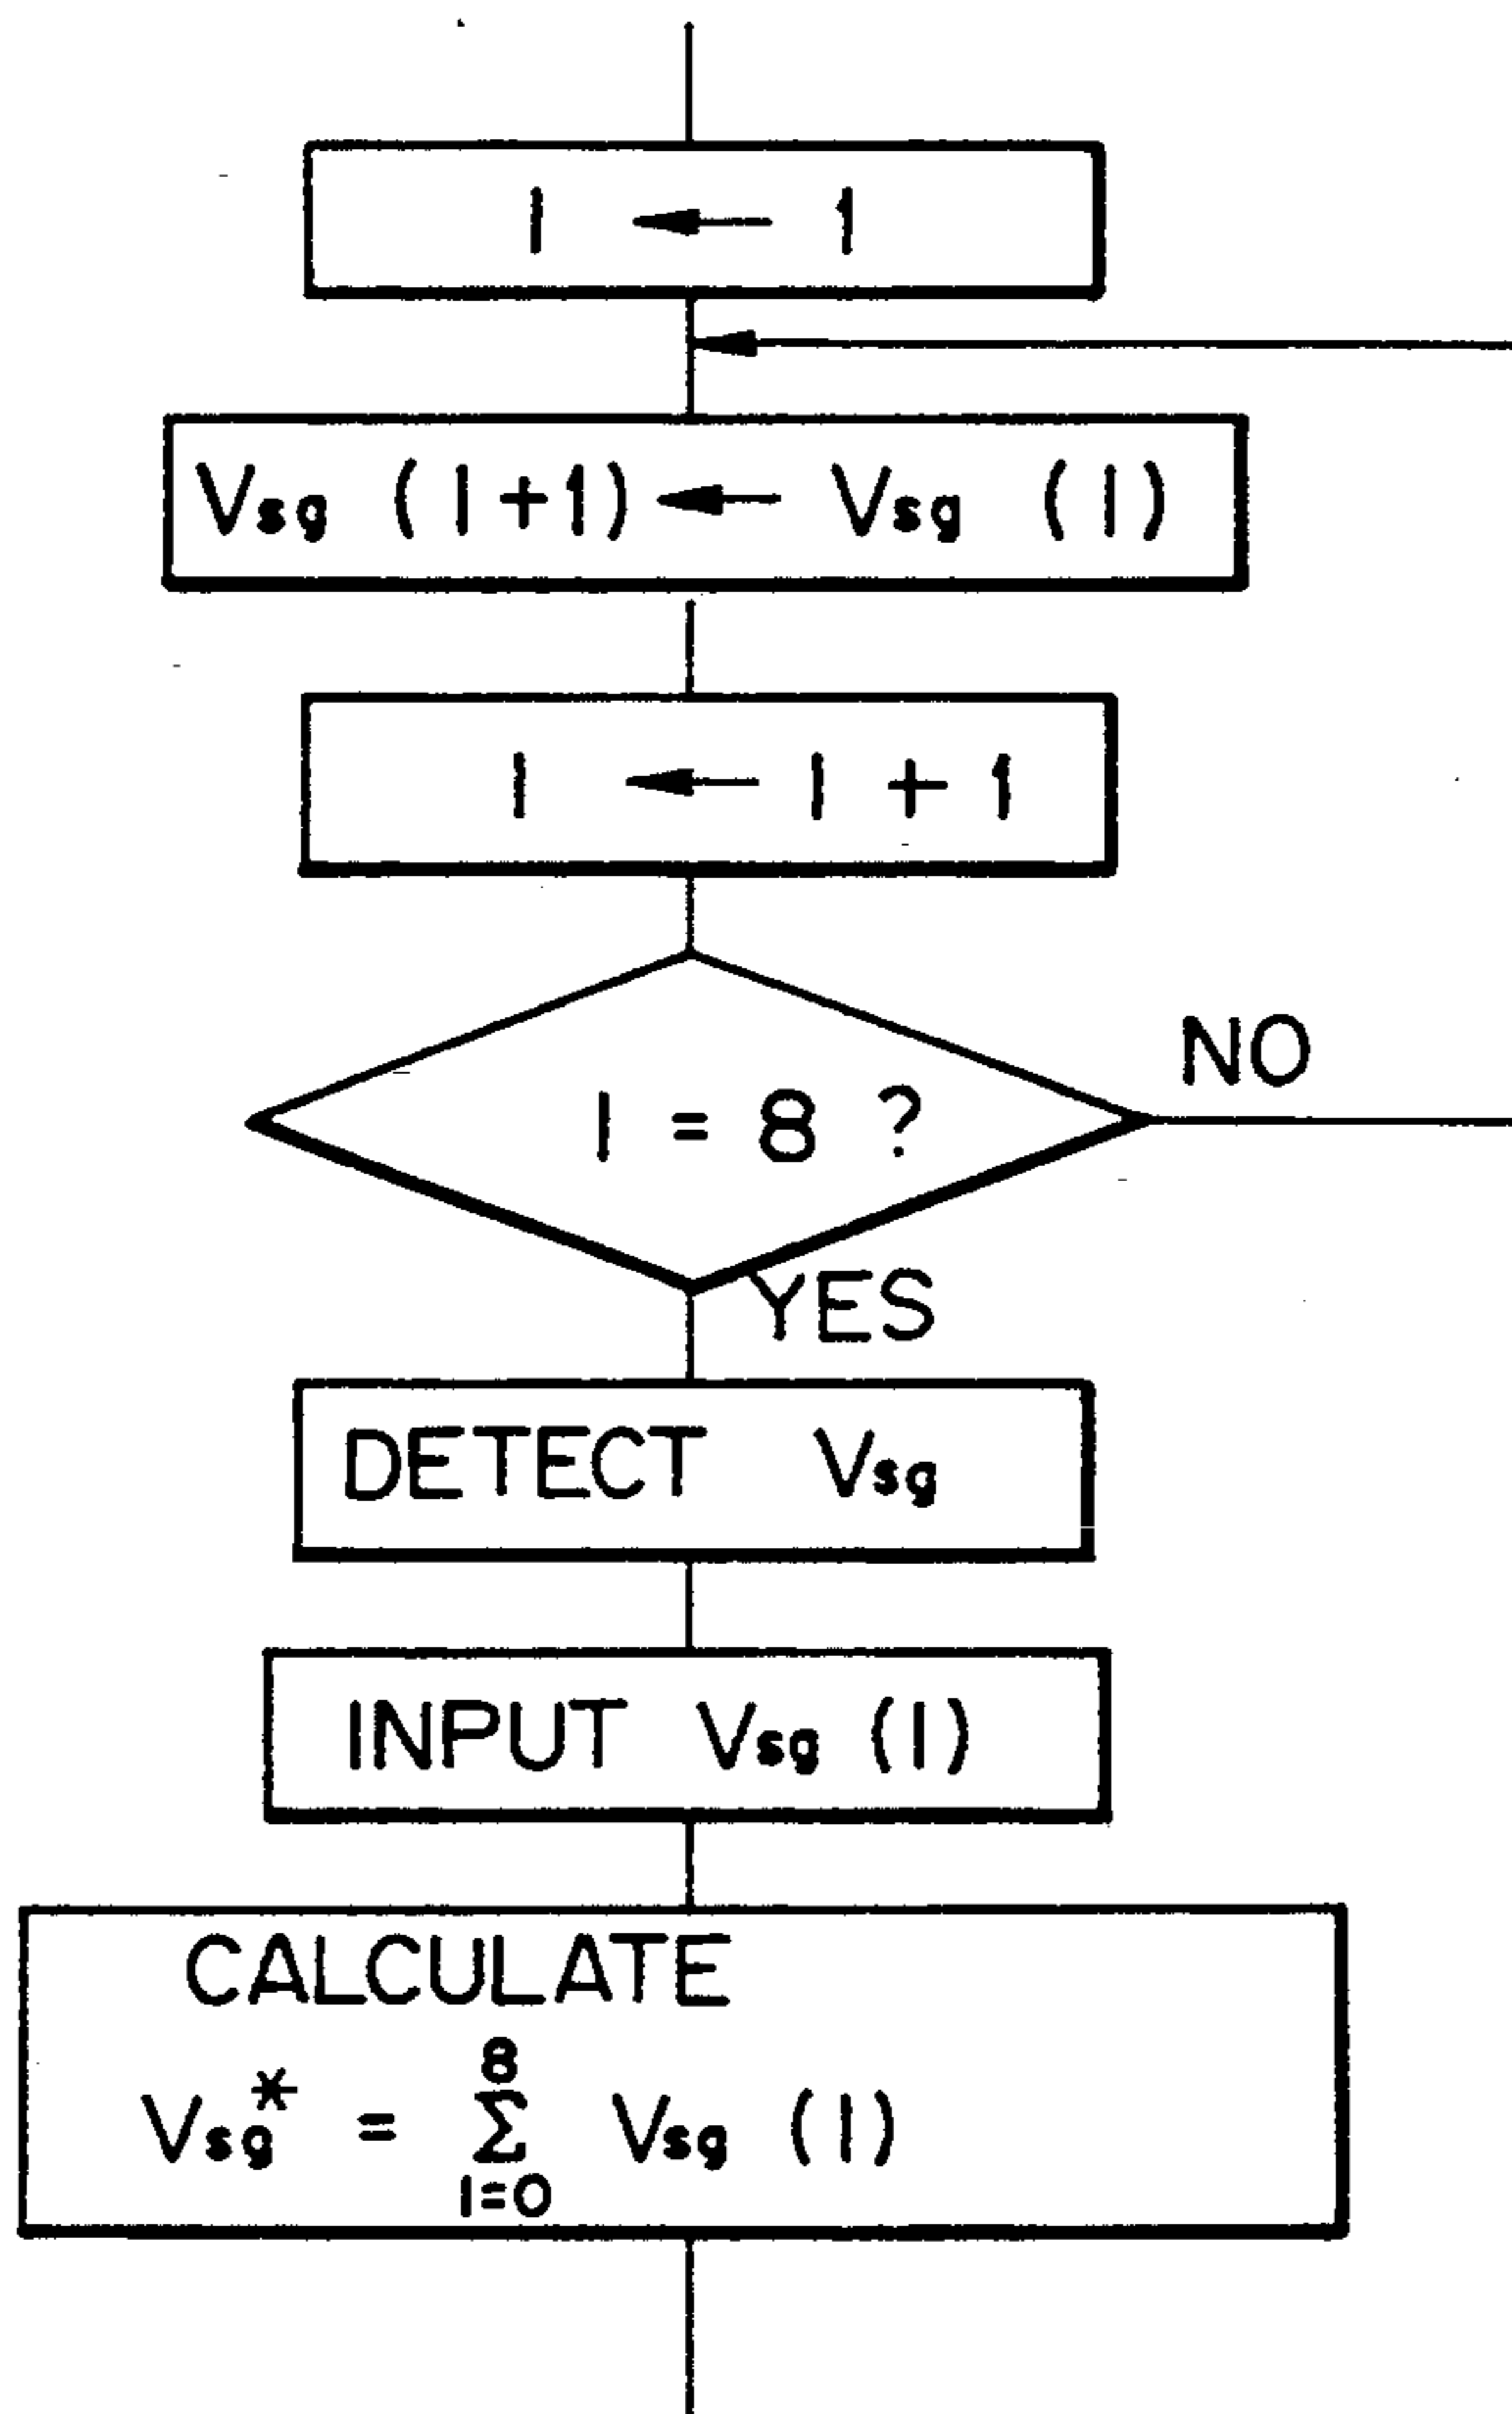 I ← 1
Vsg (I+1) ← Vsg (I)
I ← I + 1
I = 8 ?
NO
YES
DETECT Vsg
INPUT Vsg (I)
CALCULATE
8
Vsg* = Σ Vsg (I)
I=0